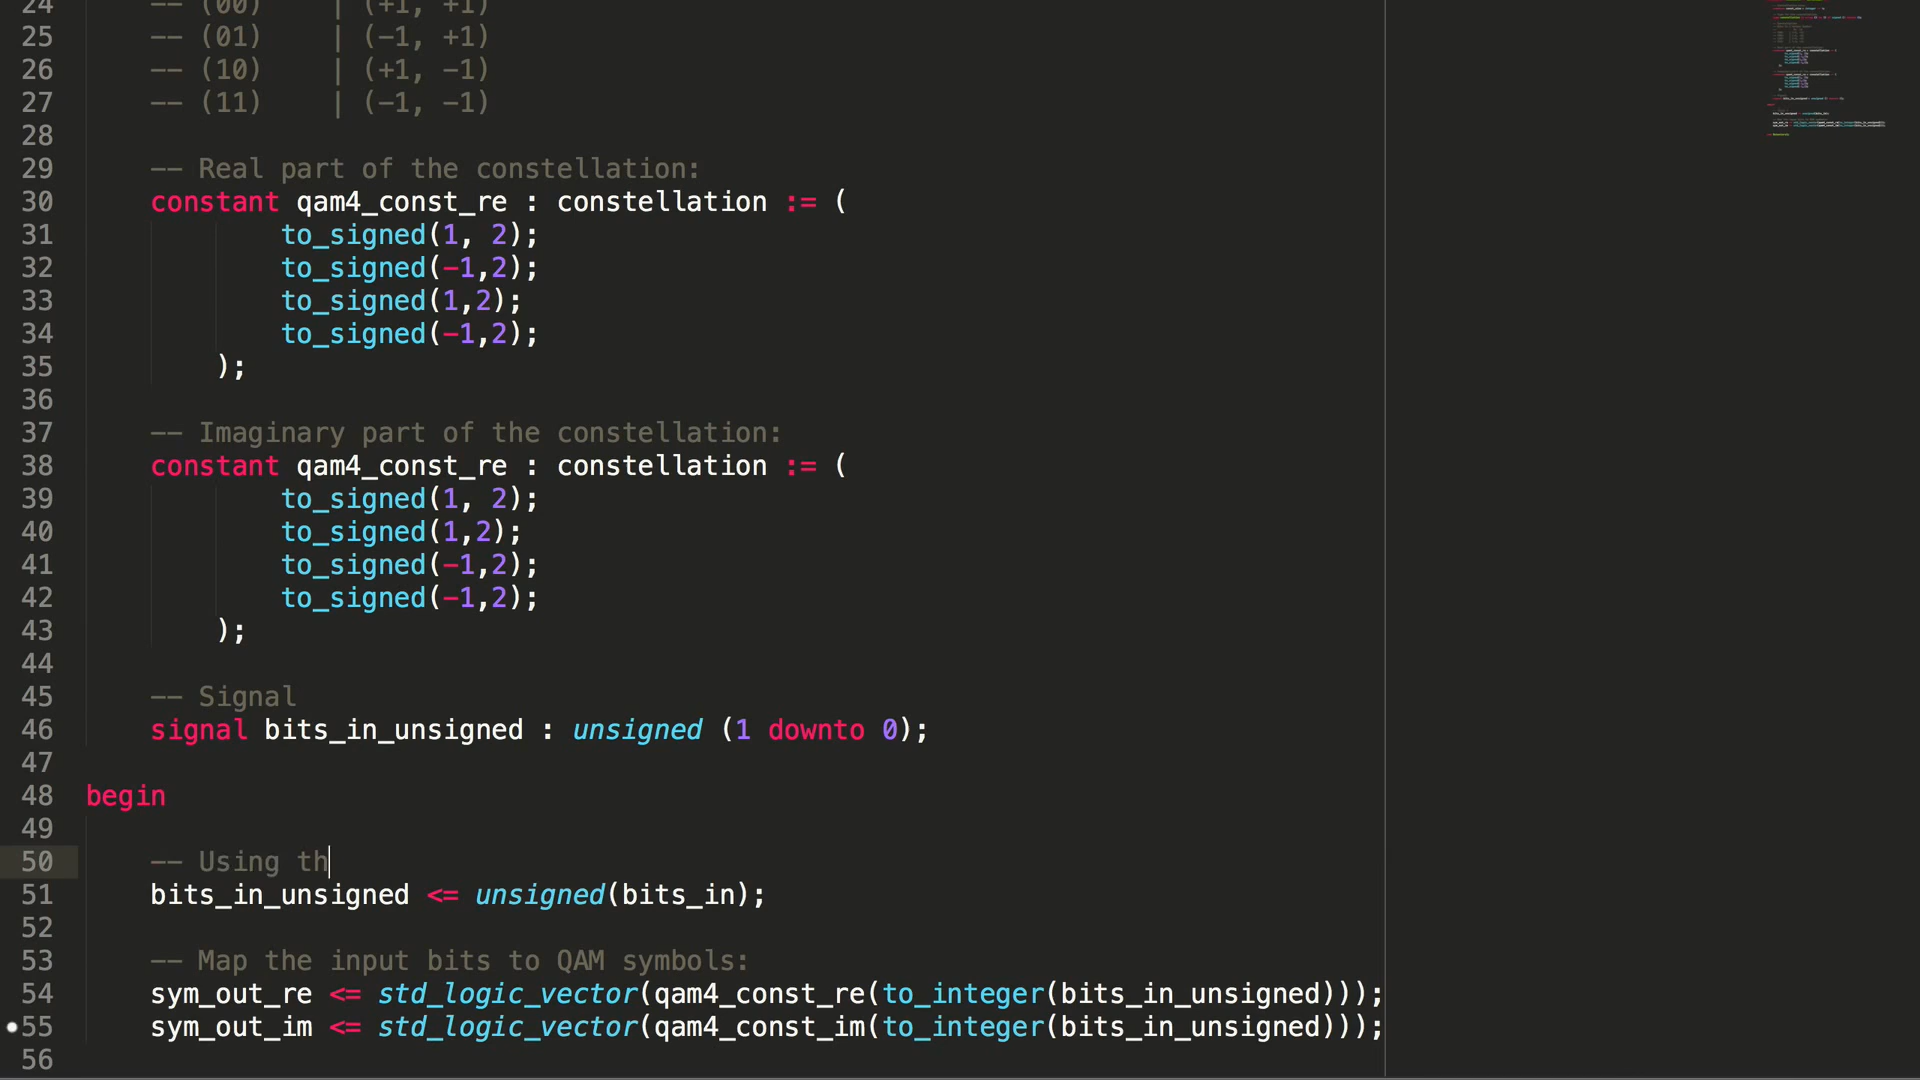 24 -- (00) | (+1, +1)
25 -- (01) | (-1, +1)
26 -- (10) | (+1, -1)
27 -- (11) | (-1, -1)
28
29 -- Real part of the constellation:
30 constant qam4_const_re : constellation := (
31 to_signed(1, 2);
32 to_signed(-1,2);
33 to_signed(1,2);
34 to_signed(-1,2);
35 );
36
37 -- Imaginary part of the constellation:
38 constant qam4_const_re : constellation := (
39 to_signed(1, 2);
40 to_signed(1,2);
41 to_signed(-1,2);
42 to_signed(-1,2);
43 );
44
45 -- Signal
46 signal bits_in_unsigned : unsigned (1 downto 0);
47
48 begin
49
50 -- Using th
51 bits_in_unsigned <= unsigned(bits_in);
52
53 -- Map the input bits to QAM symbols:
54 sym_out_re <= std_logic_vector(qam4_const_re(to_integer(bits_in_unsigned)));
55 sym_out_im <= std_logic_vector(qam4_const_im(to_integer(bits_in_unsigned)));
56